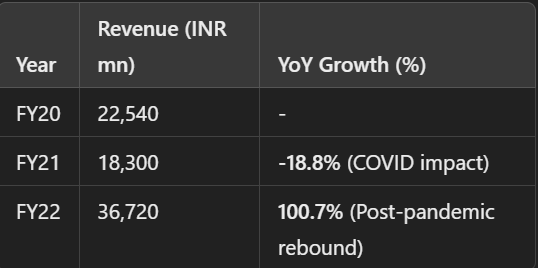 Year Revenue (INR mn) YoY Growth (%)
FY20 22,540 -
FY21 18,300 -18.8% (COVID impact)
FY22 36,720 100.7% (Post-pandemic
rebound)